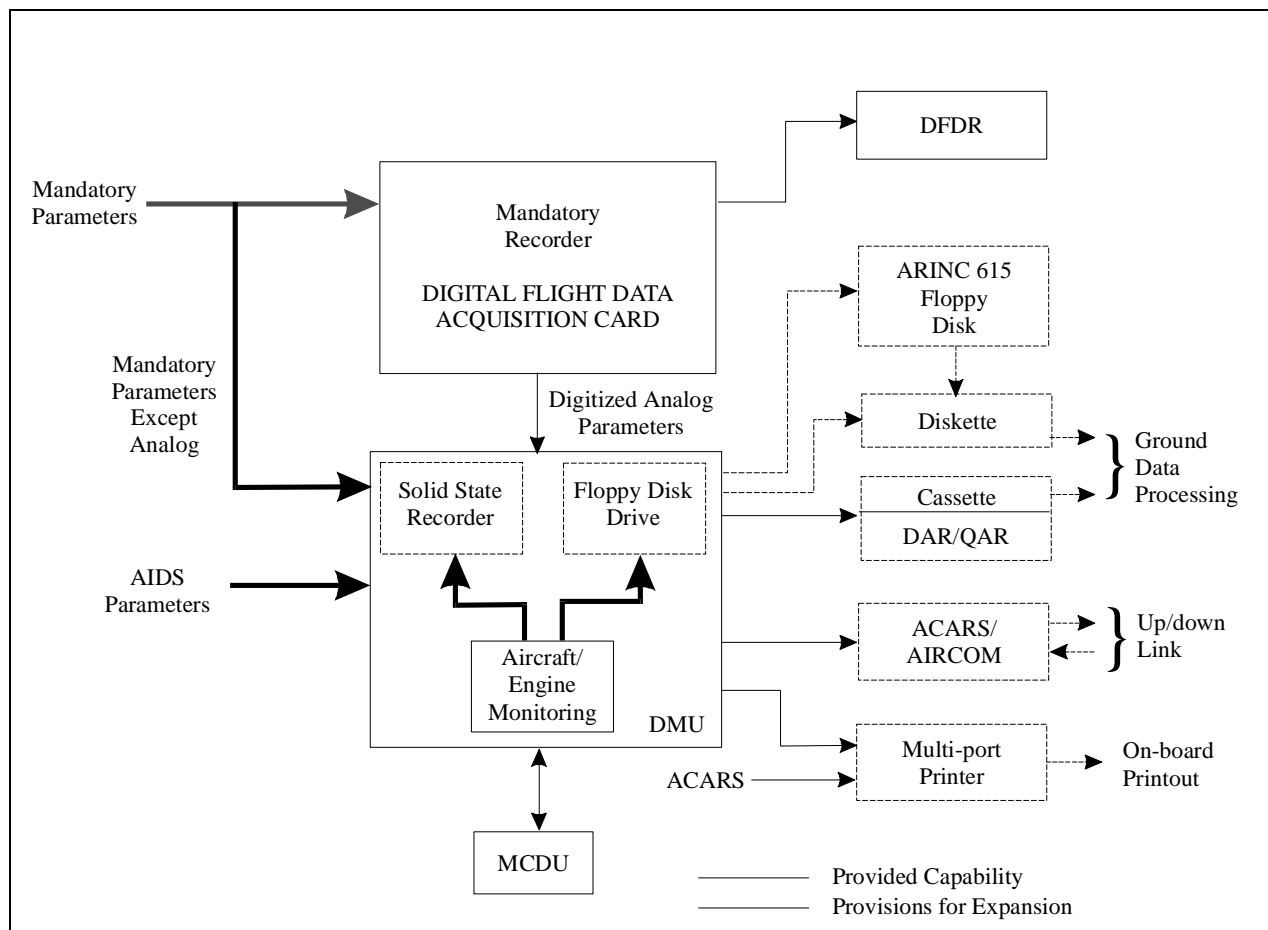 DFDR
Mandatory
Parameters
Mandatory
Recorder
DIGITAL FLIGHT DATA
ACQUISITION CARD
ARINC 615
Floppy
Disk
Mandatory
Parameters
Except
Analog
Digitized Analog
Parameters
Diskette
Ground
Data
Processing
Solid State
Recorder
Floppy Disk
Drive
Cassette
DAR/QAR
AIDS
Parameters
ACARS/
AIRCOM
Up/down
Link
Aircraft/
Engine
Monitoring
DMU
Multi-port
Printer
On-board
Printout
ACARS
MCDU
Provided Capability
Provisions for Expansion